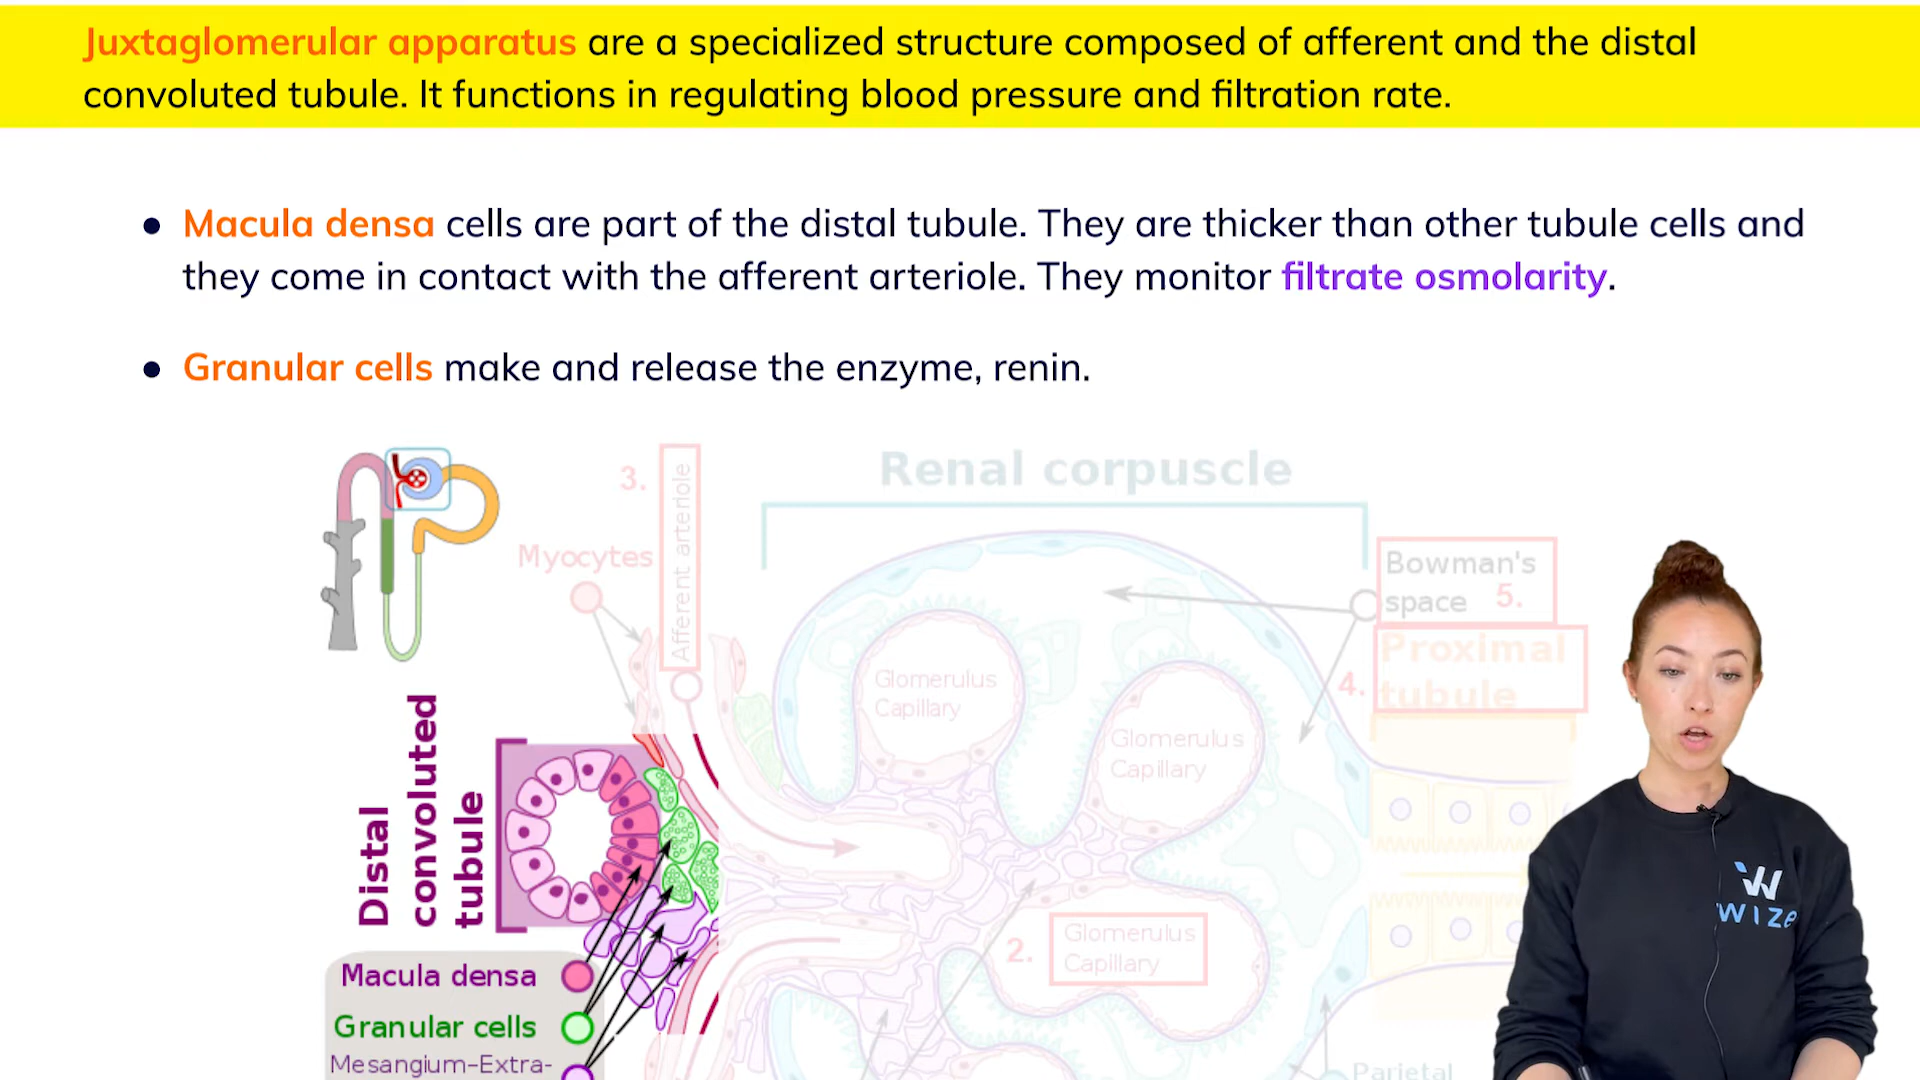 Juxtaglomerular apparatus are a specialized structure composed of afferent and the distal
convoluted tubule. It functions in regulating blood pressure and filtration rate.
● Macula densa cells are part of the distal tubule. They are thicker than other tubule cells and
they come in contact with the afferent arteriole. They monitor filtrate osmolarity.
● Granular cells make and release the enzyme, renin.
Renal corpuscle
3.
Afferent arteriole
Myocytes
Bowman's
space 5.
Proximal
4. tubule
Glomerulus
Capillary
Glomerulus
Capillary
Distal
convoluted
tubule
2.
Glomerulus
Capillary
Macula densa
Granular cells
Mesangium–Extra-
Parietal
WIZE